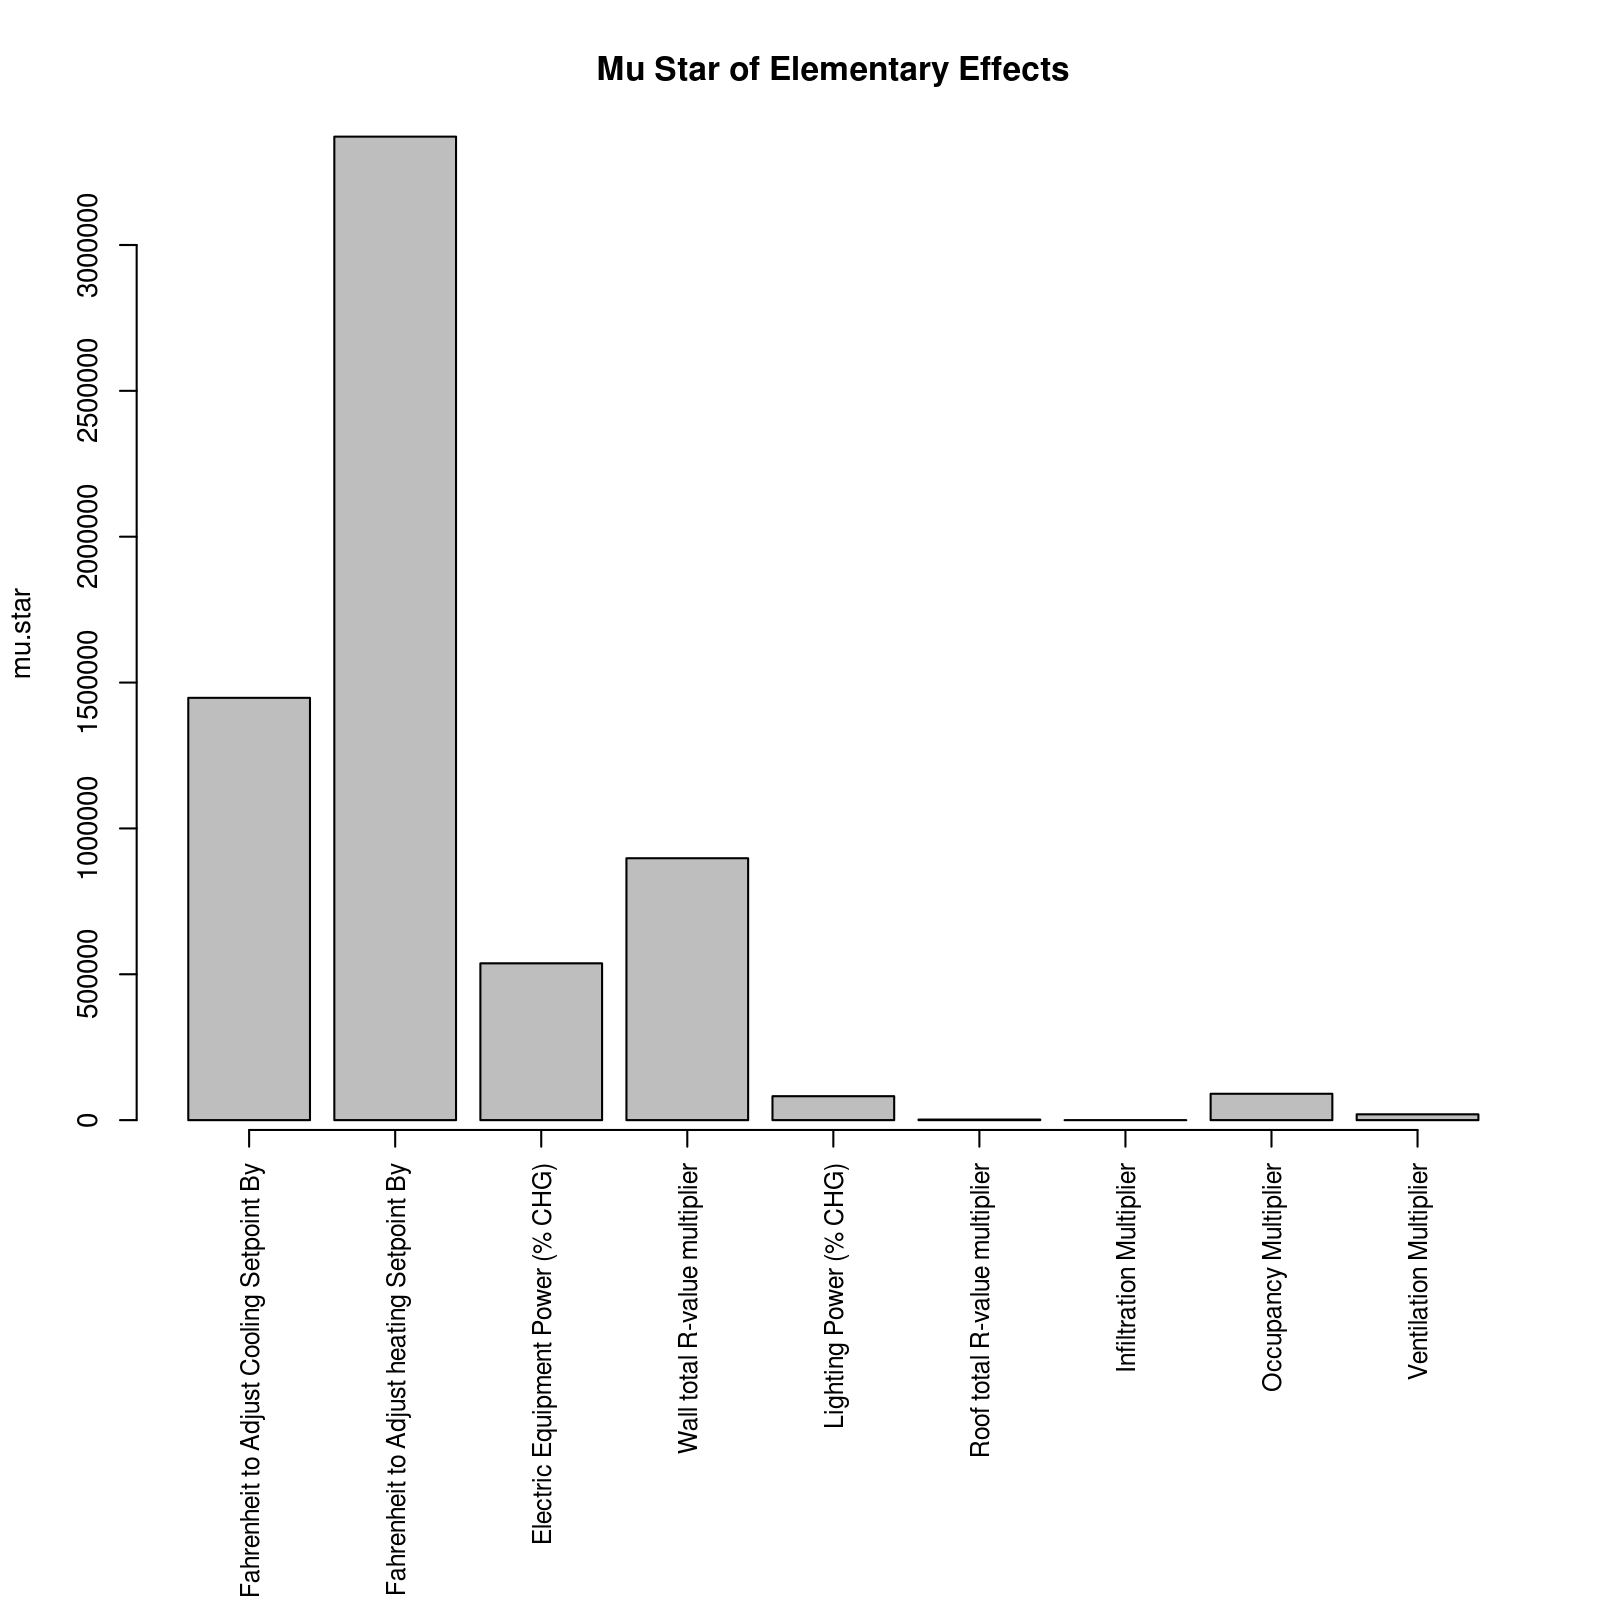 Mu Star of Elementary Effects
mu.star
3000000
2500000
2000000
1500000
1000000
500000
0
Fahrenheit to Adjust Cooling Setpoint By
Fahrenheit to Adjust heating Setpoint By
Electric Equipment Power (% CHG)
Wall total R-value multiplier
Lighting Power (% CHG)
Roof total R-value multiplier
Infiltration Multiplier
Occupancy Multiplier
Ventilation Multiplier